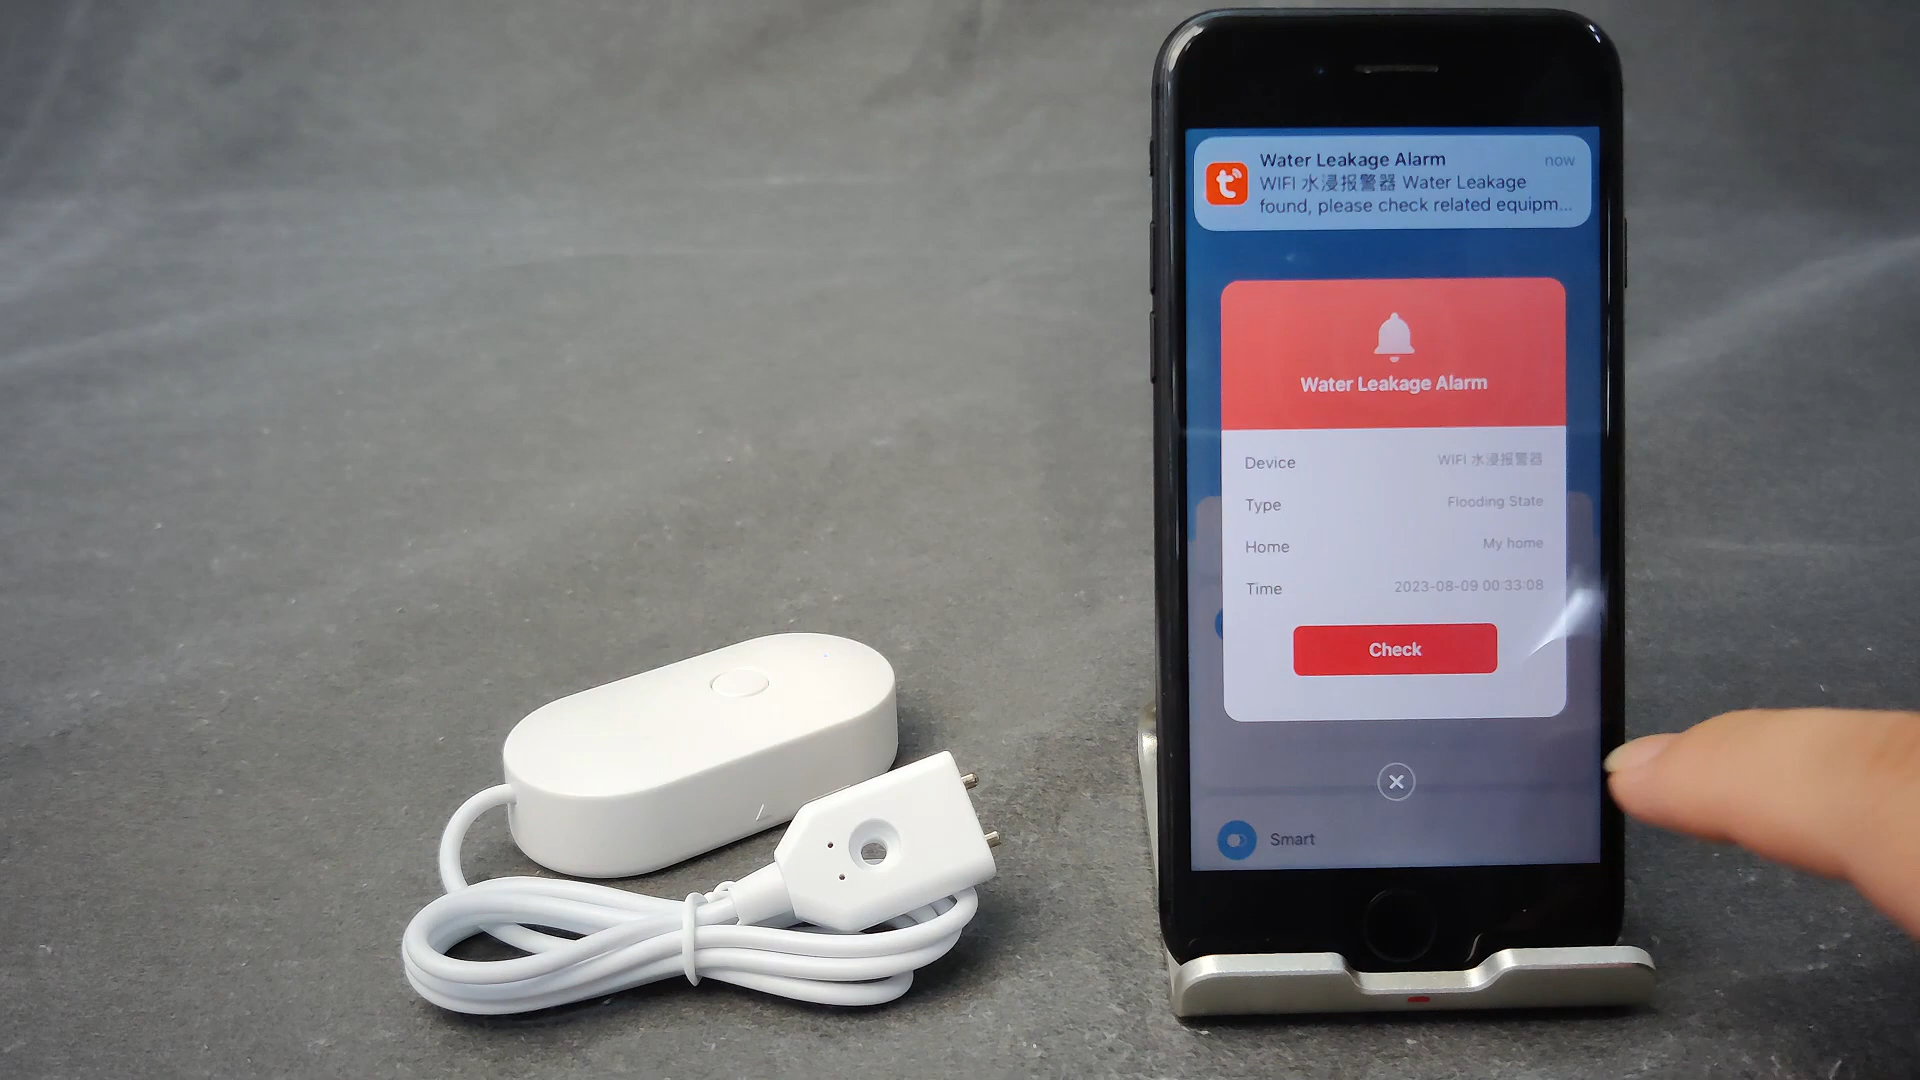 Water Leakage Alarm now
WIFI 水浸报警器 Water Leakage
found, please check related equipm...
Water Leakage Alarm
Device WIFI 水浸报警器
Type Flooding State
Home My home
Time 2023-08-09 00:33:08
Check
Smart